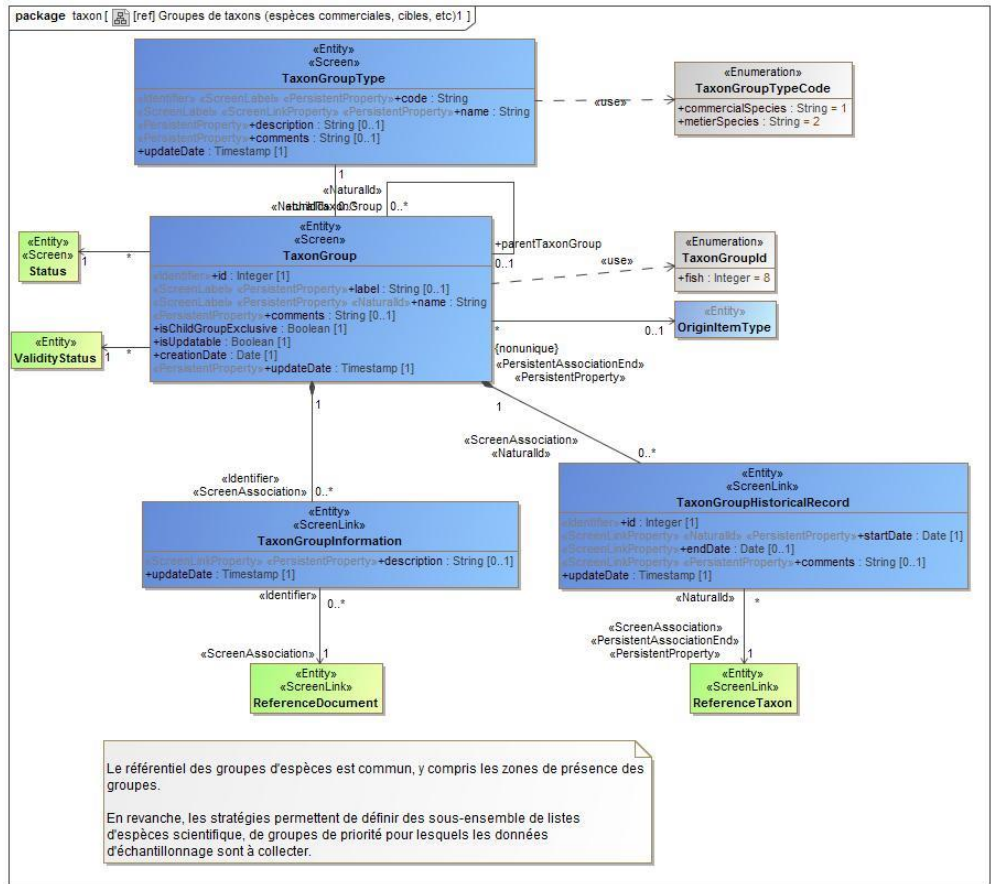 package taxon [ [ref] Groupes de taxons (espèces commerciales, cibles, etc)1 ]
«Entity»
«Screen»
TaxonGroupType
«Identifier» «ScreenLabel» «PersistentProperty»+code : String
«ScreenLabel» «ScreenLinkProperty» «PersistentProperty»+name : String
«PersistentProperty»+description : String [0..1]
«PersistentProperty»+comments : String [0..1]
+updateDate : Timestamp [1]
«use»
«Enumeration»
TaxonGroupTypeCode
+commercialSpecies : String = 1
+metierSpecies : String = 2
1
«NaturalId»
0..*
0..*
+parentTaxonGroup
0..1
«Entity»
«Screen»
TaxonGroup
«Identifier»+id : Integer [1]
«ScreenLabel» «PersistentProperty»+label : String [0..1]
«ScreenLabel» «PersistentProperty» «NaturalId»+name : String
«PersistentProperty»+comments : String [0..1]
+isChildGroupExclusive : Boolean [1]
+isUpdatable : Boolean [1]
+creationDate : Date [1]
«PersistentProperty»+updateDate : Timestamp [1]
«Entity»
«Screen»
Status
1
*
«Entity»
ValidityStatus
1
*
«use»
«Enumeration»
TaxonGroupId
+fish : Integer = 8
«Entity»
OriginItemType
*
0..1
{nonunique}
«PersistentAssociationEnd»
«PersistentProperty»
1
1
«ScreenAssociation»
«NaturalId»
0..*
«Identifier»
«ScreenAssociation»
0..*
«Entity»
«ScreenLink»
TaxonGroupInformation
«ScreenLinkProperty» «PersistentProperty»+description : String [0..1]
+updateDate : Timestamp [1]
«Entity»
«ScreenLink»
TaxonGroupHistoricalRecord
«Identifier»+id : Integer [1]
«ScreenLinkProperty» «NaturalId» «PersistentProperty»+startDate : Date [1]
«ScreenLinkProperty»+endDate : Date [0..1]
«ScreenLinkProperty» «PersistentProperty»+comments : String [0..1]
+updateDate : Timestamp [1]
«Identifier»
0..*
«ScreenAssociation»
1
«Entity»
«ScreenLink»
ReferenceDocument
«NaturalId»
*
«ScreenAssociation»
«PersistentAssociationEnd»
«PersistentProperty»
1
«Entity»
«ScreenLink»
ReferenceTaxon
Le référentiel des groupes d'espèces est commun, y compris les zones de présence des
groupes.
En revanche, les stratégies permettent de définir des sous-ensemble de listes
d'espèces scientifique, de groupes de priorité pour lesquels les données
d'échantillonnage sont à collecter.